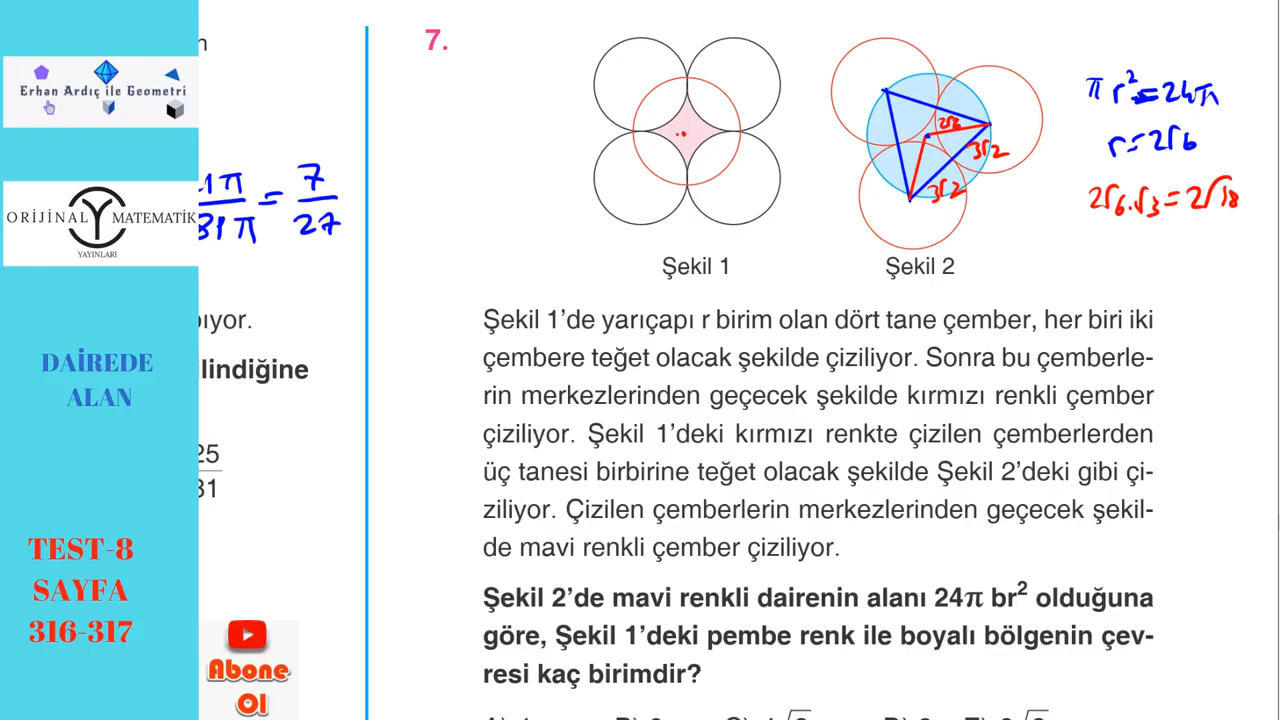 Erhan Ardıç ile Geometri
ORİJİNAL MATEMATİK
YAYINLARI
DAİREDE
ALAN
TEST-8
SAYFA
316-317
π = 7
31π 27
ıyor.
lindiğine
25
31
Abone
Ol
7.
πr²=24π
r=2√6
2√6.√3=2√18
2√6
3√2
3√2
Şekil 1
Şekil 2
Şekil 1’de yarıçapı r birim olan dört tane çember, her biri iki
çembere teğet olacak şekilde çiziliyor. Sonra bu çemberle-
rin merkezlerinden geçecek şekilde kırmızı renkli çember
çiziliyor. Şekil 1’deki kırmızı renkte çizilen çemberlerden
üç tanesi birbirine teğet olacak şekilde Şekil 2’deki gibi çi-
ziliyor. Çizilen çemberlerin merkezlerinden geçecek şekil-
de mavi renkli çember çiziliyor.
Şekil 2’de mavi renkli dairenin alanı 24π br² olduğuna
göre, Şekil 1’deki pembe renk ile boyalı bölgenin çev-
resi kaç birimdir?